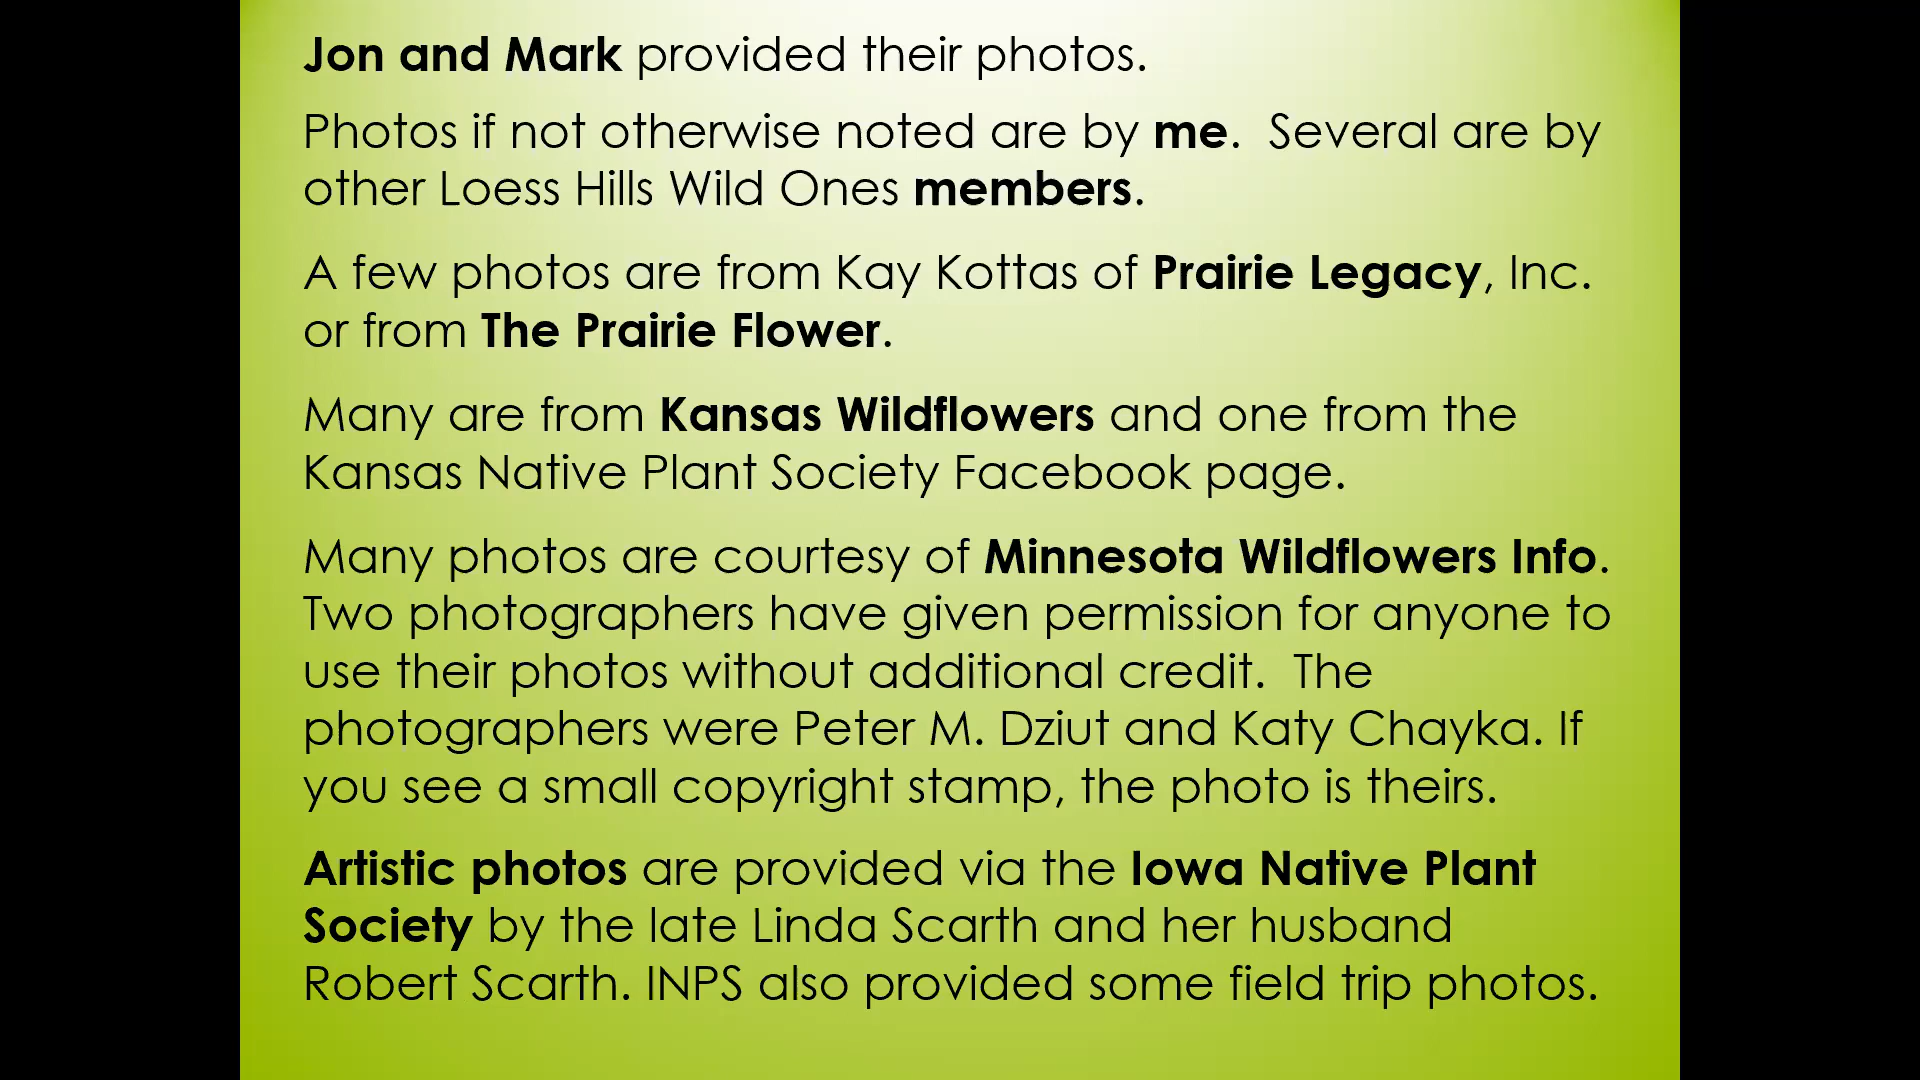 Jon and Mark provided their photos.
Photos if not otherwise noted are by me.  Several are by
other Loess Hills Wild Ones members.
A few photos are from Kay Kottas of Prairie Legacy, Inc.
or from The Prairie Flower.
Many are from Kansas Wildflowers and one from the
Kansas Native Plant Society Facebook page.
Many photos are courtesy of Minnesota Wildflowers Info.
Two photographers have given permission for anyone to
use their photos without additional credit.  The
photographers were Peter M. Dziut and Katy Chayka. If
you see a small copyright stamp, the photo is theirs.
Artistic photos are provided via the Iowa Native Plant
Society by the late Linda Scarth and her husband
Robert Scarth. INPS also provided some field trip photos.